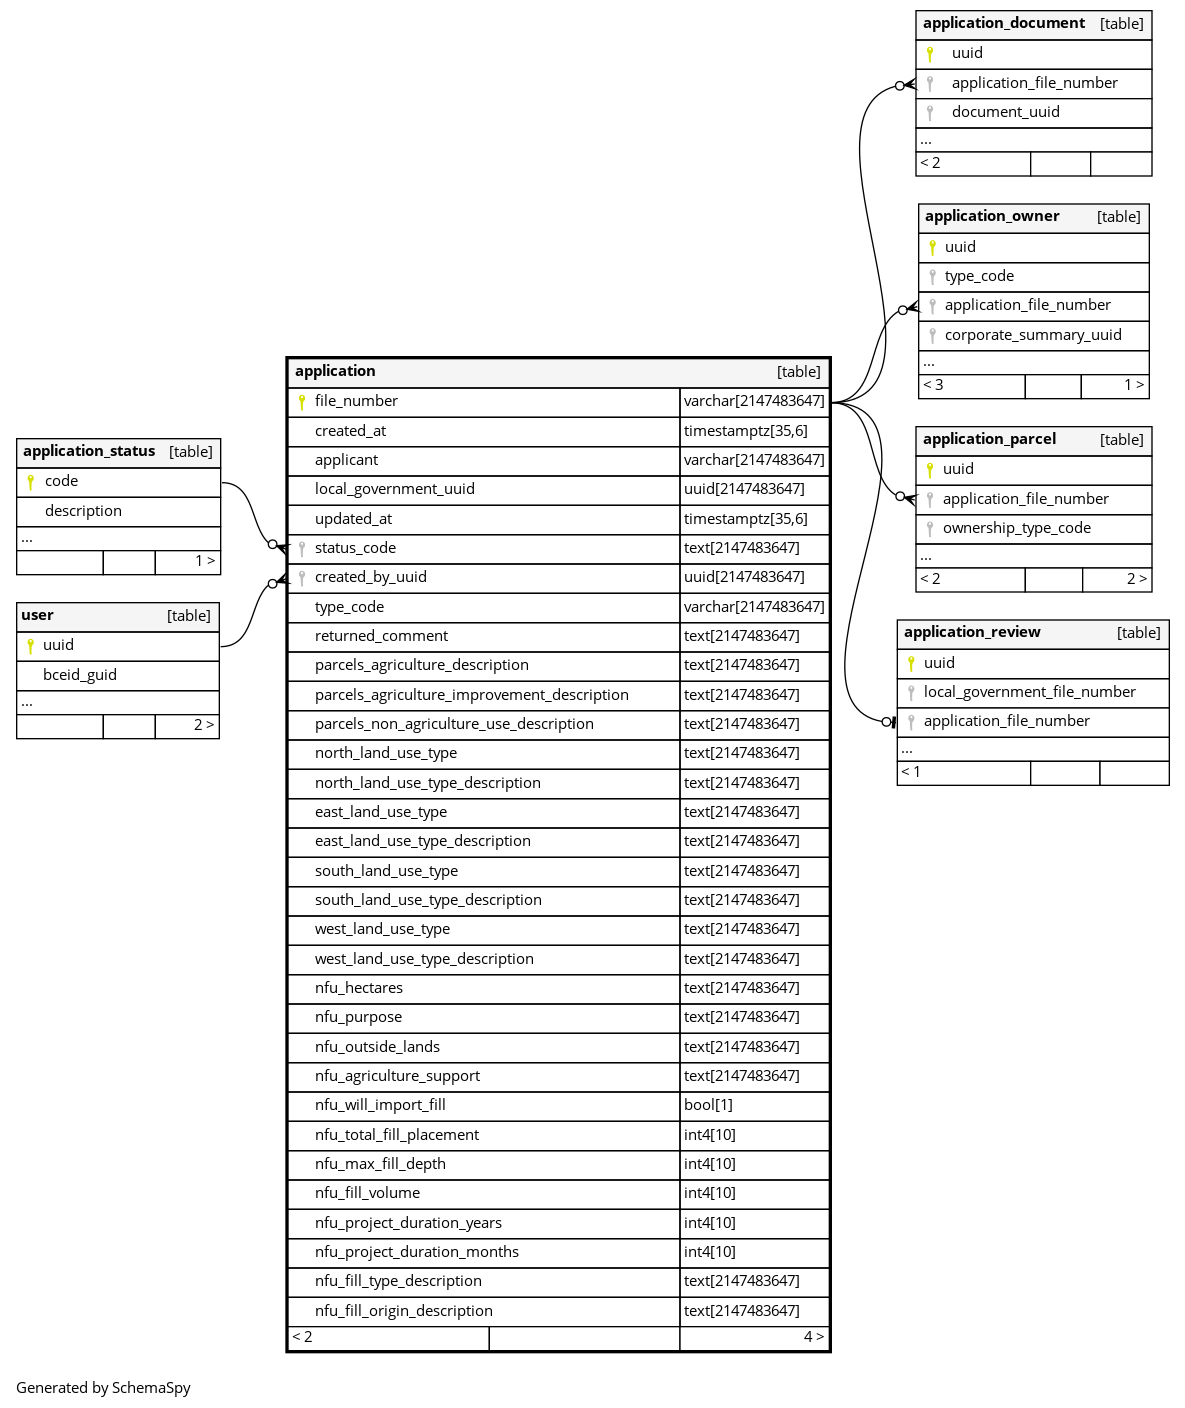 application_document [table]
uuid
application_file_number
document_uuid
...
< 2
application_owner [table]
uuid
type_code
application_file_number
corporate_summary_uuid
...
< 3 1 >
application [table]
file_number varchar[2147483647]
created_at timestamptz[35,6]
applicant varchar[2147483647]
local_government_uuid uuid[2147483647]
updated_at timestamptz[35,6]
status_code text[2147483647]
created_by_uuid uuid[2147483647]
type_code varchar[2147483647]
returned_comment text[2147483647]
parcels_agriculture_description text[2147483647]
parcels_agriculture_improvement_description text[2147483647]
parcels_non_agriculture_use_description text[2147483647]
north_land_use_type text[2147483647]
north_land_use_type_description text[2147483647]
east_land_use_type text[2147483647]
east_land_use_type_description text[2147483647]
south_land_use_type text[2147483647]
south_land_use_type_description text[2147483647]
west_land_use_type text[2147483647]
west_land_use_type_description text[2147483647]
nfu_hectares text[2147483647]
nfu_purpose text[2147483647]
nfu_outside_lands text[2147483647]
nfu_agriculture_support text[2147483647]
nfu_will_import_fill bool[1]
nfu_total_fill_placement int4[10]
nfu_max_fill_depth int4[10]
nfu_fill_volume int4[10]
nfu_project_duration_years int4[10]
nfu_project_duration_months int4[10]
nfu_fill_type_description text[2147483647]
nfu_fill_origin_description text[2147483647]
< 2 4 >
application_status [table]
code
description
...
1 >
user [table]
uuid
bceid_guid
...
2 >
application_parcel [table]
uuid
application_file_number
ownership_type_code
...
< 2 2 >
application_review [table]
uuid
local_government_file_number
application_file_number
...
< 1
Generated by SchemaSpy